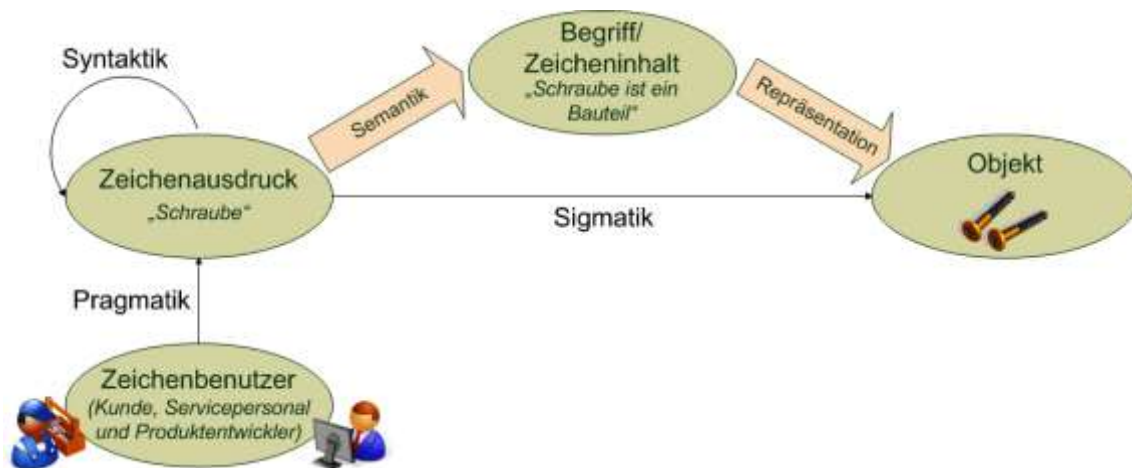 Syntaktik
Zeichenausdruck
„Schraube“
Semantik
Begriff/
Zeicheninhalt
„Schraube ist ein
Bauteil“
Repräsentation
Objekt
Sigmatik
Pragmatik
Zeichenbenutzer
(Kunde, Servicepersonal
und Produktentwickler)